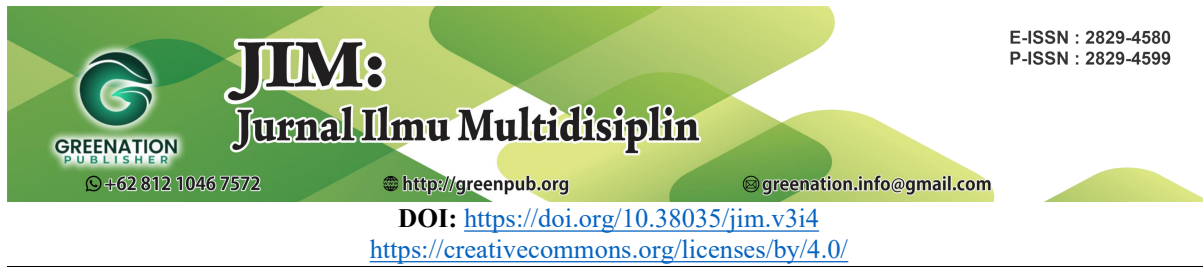 E-ISSN : 2829-4580
P-ISSN : 2829-4599
JIM:
Jurnal Ilmu Multidisiplin
G
GREENATION
PUBLISHER
+62 812 1046 7572
http://greenpub.org
greenation.info@gmail.com
DOI: https://doi.org/10.38035/jim.v3i4
https://creativecommons.org/licenses/by/4.0/